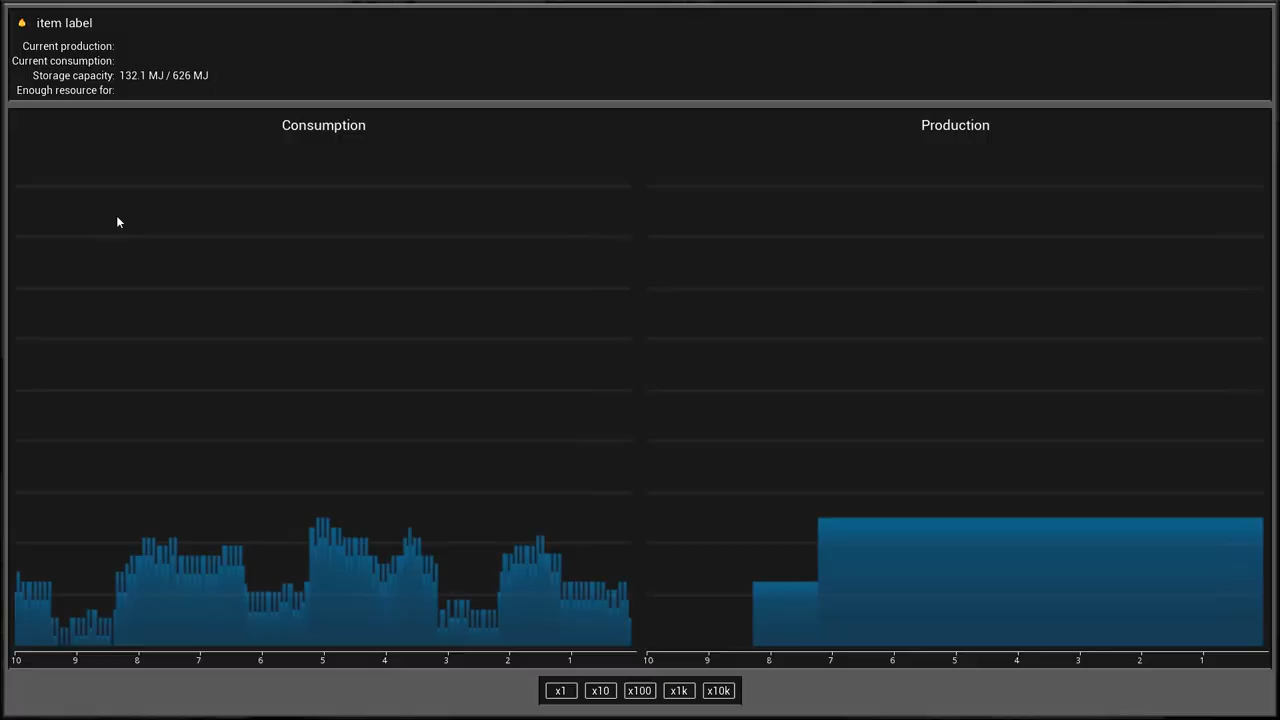 item label
Current production:
Current consumption:
Storage capacity: 132.1 MJ / 626 MJ
Enough resource for:
Consumption
Production
10 9 8 7 6 5 4 3 2 1
10 9 8 7 6 5 4 3 2 1
x1 x10 x100 x1k x10k